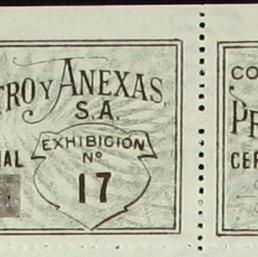 TRO Y ANEXAS
S.A.
EXHIBICION
Nº
17
AL
CO
PE
CER